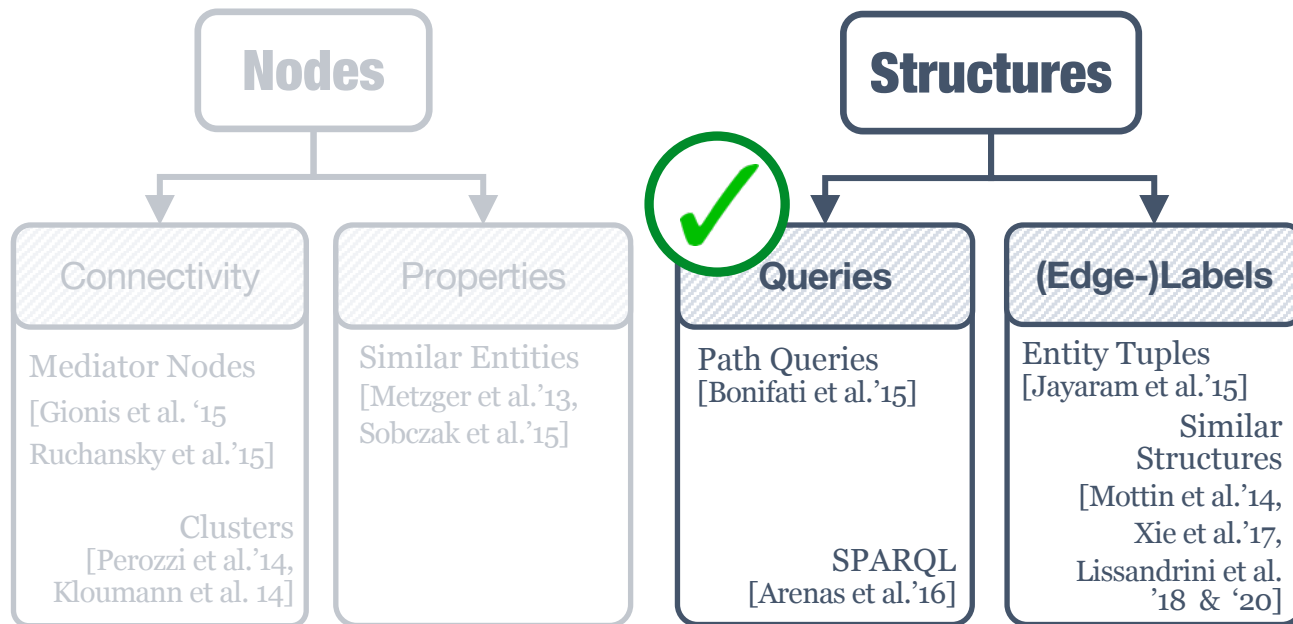 Nodes
Structures
Connectivity
Properties
Queries
(Edge-)Labels
Mediator Nodes
[Gionis et al. ‘15
Ruchansky et al.’15]
Clusters
[Perozzi et al.’14,
Kloumann et al. 14]
Similar Entities
[Metzger et al.’13,
Sobczak et al.’15]
Path Queries
[Bonifati et al.’15]
SPARQL
[Arenas et al.’16]
Entity Tuples
[Jayaram et al.’15]
Similar
Structures
[Mottin et al.’14,
Xie et al.’17,
Lissandrini et al.
’18 & ‘20]